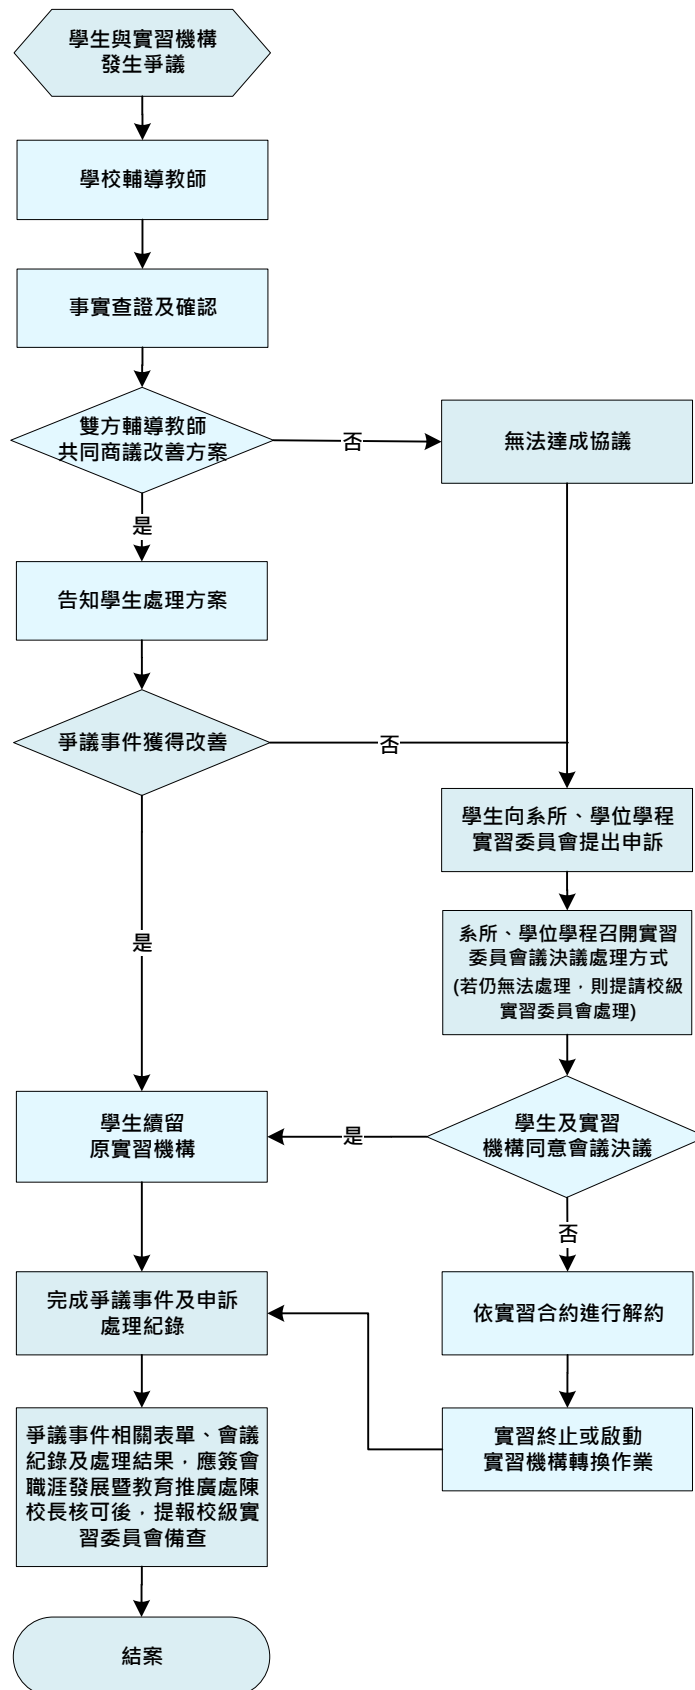 學生與實習機構
發生爭議
學校輔導教師
事實查證及確認
雙方輔導教師
共同商議改善方案
否
無法達成協議
是
告知學生處理方案
爭議事件獲得改善
否
學生向系所、學位學程
實習委員會提出申訴
系所、學位學程召開實習
委員會議決議處理方式
(若仍無法處理，則提請校級
實習委員會處理)
是
學生續留
原實習機構
是
學生及實習
機構同意會議決議
否
完成爭議事件及申訴
處理紀錄
依實習合約進行解約
實習終止或啟動
實習機構轉換作業
爭議事件相關表單、會議
紀錄及處理結果，應簽會
職涯發展暨教育推廣處陳
校長核可後，提報校級實
習委員會備查
結案